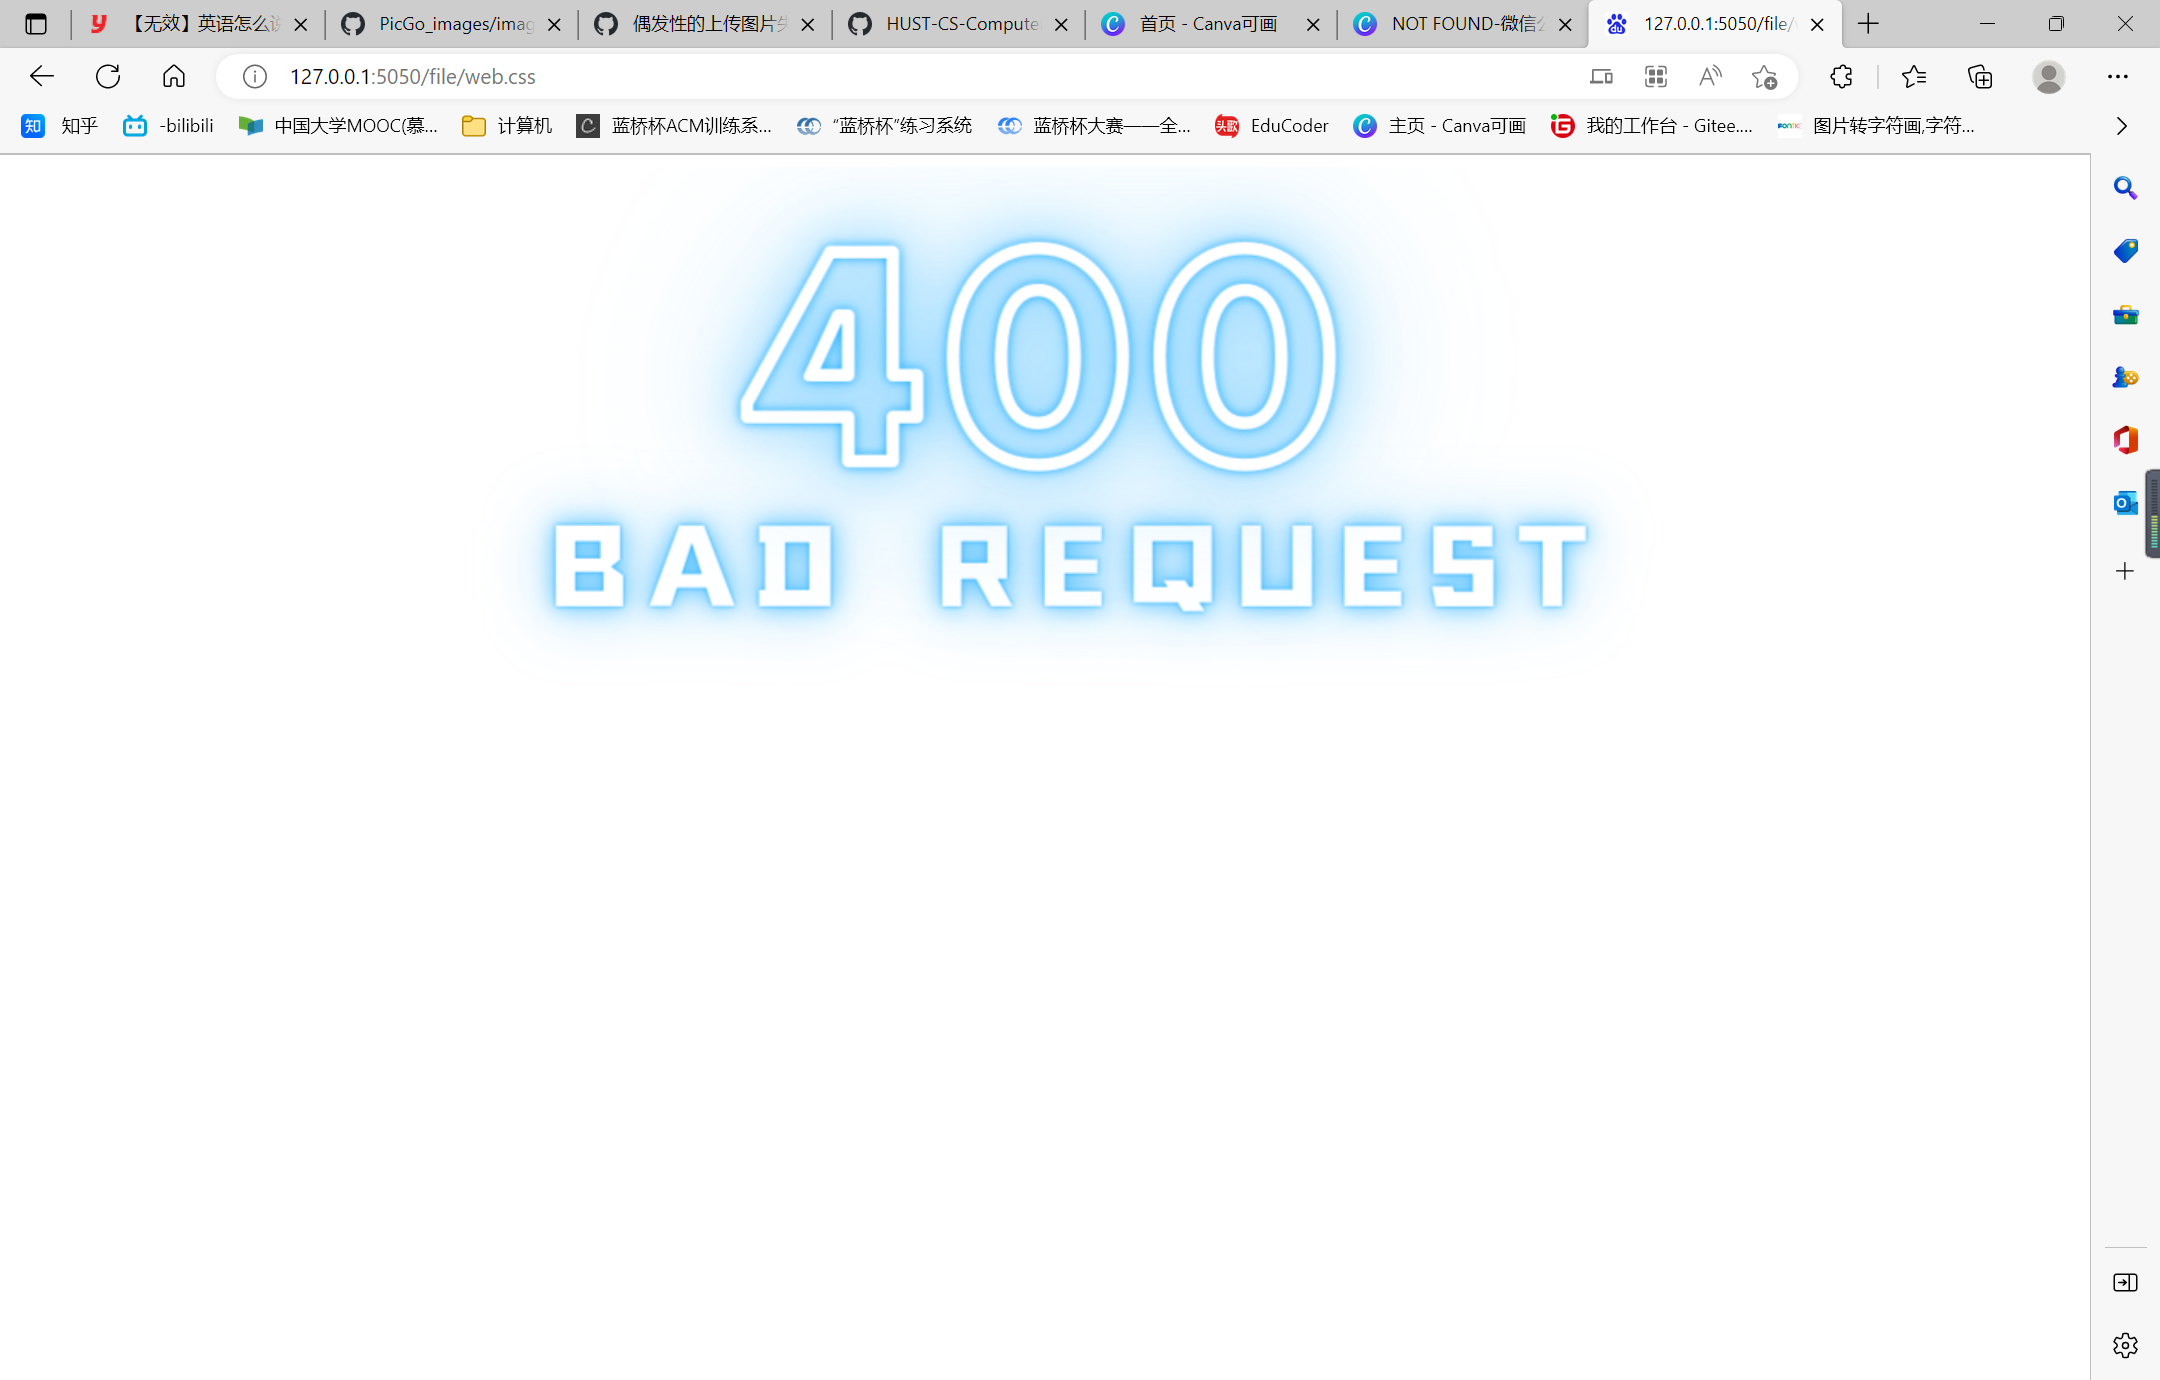 【无效】英语怎么说
PicGo_images/imag
偶发性的上传图片失
HUST-CS-Compute
首页 - Canva可画
NOT FOUND-微信公
127.0.0.1:5050/file/
127.0.0.1:5050/file/web.css
知 知乎
-bilibili
中国大学MOOC(慕...
计算机
蓝桥杯ACM训练系...
“蓝桥杯”练习系统
蓝桥杯大赛——全...
头歌 EduCoder
主页 - Canva可画
我的工作台 - Gitee....
图片转字符画,字符...
400
BAD REQUEST